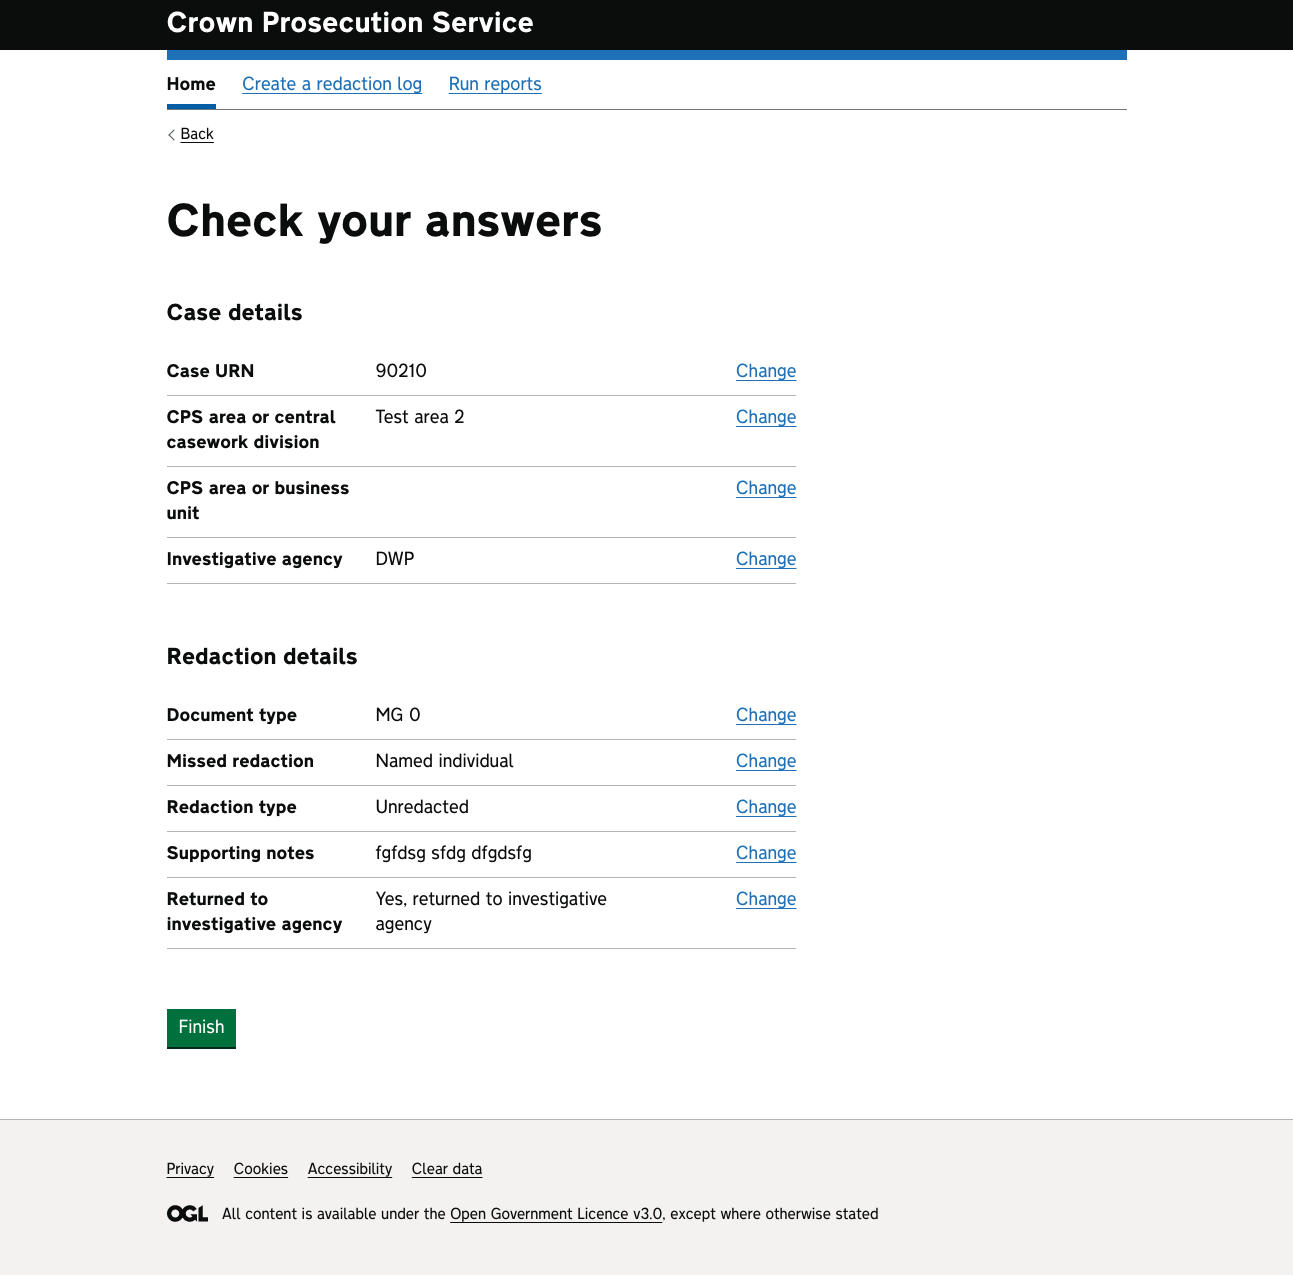 Crown Prosecution Service
Home Create a redaction log Run reports
Back
Check your answers
Case details
Case URN 90210 Change
CPS area or central Test area 2 Change
casework division
CPS area or business Change
unit
Investigative agency DWP Change
Redaction details
Document type MG 0 Change
Missed redaction Named individual Change
Redaction type Unredacted Change
Supporting notes fgfdsg sfdg dfgdsfg Change
Returned to Yes, returned to investigative Change
investigative agency agency
Finish
Privacy Cookies Accessibility Clear data
OGL All content is available under the Open Government Licence v3.0, except where otherwise stated